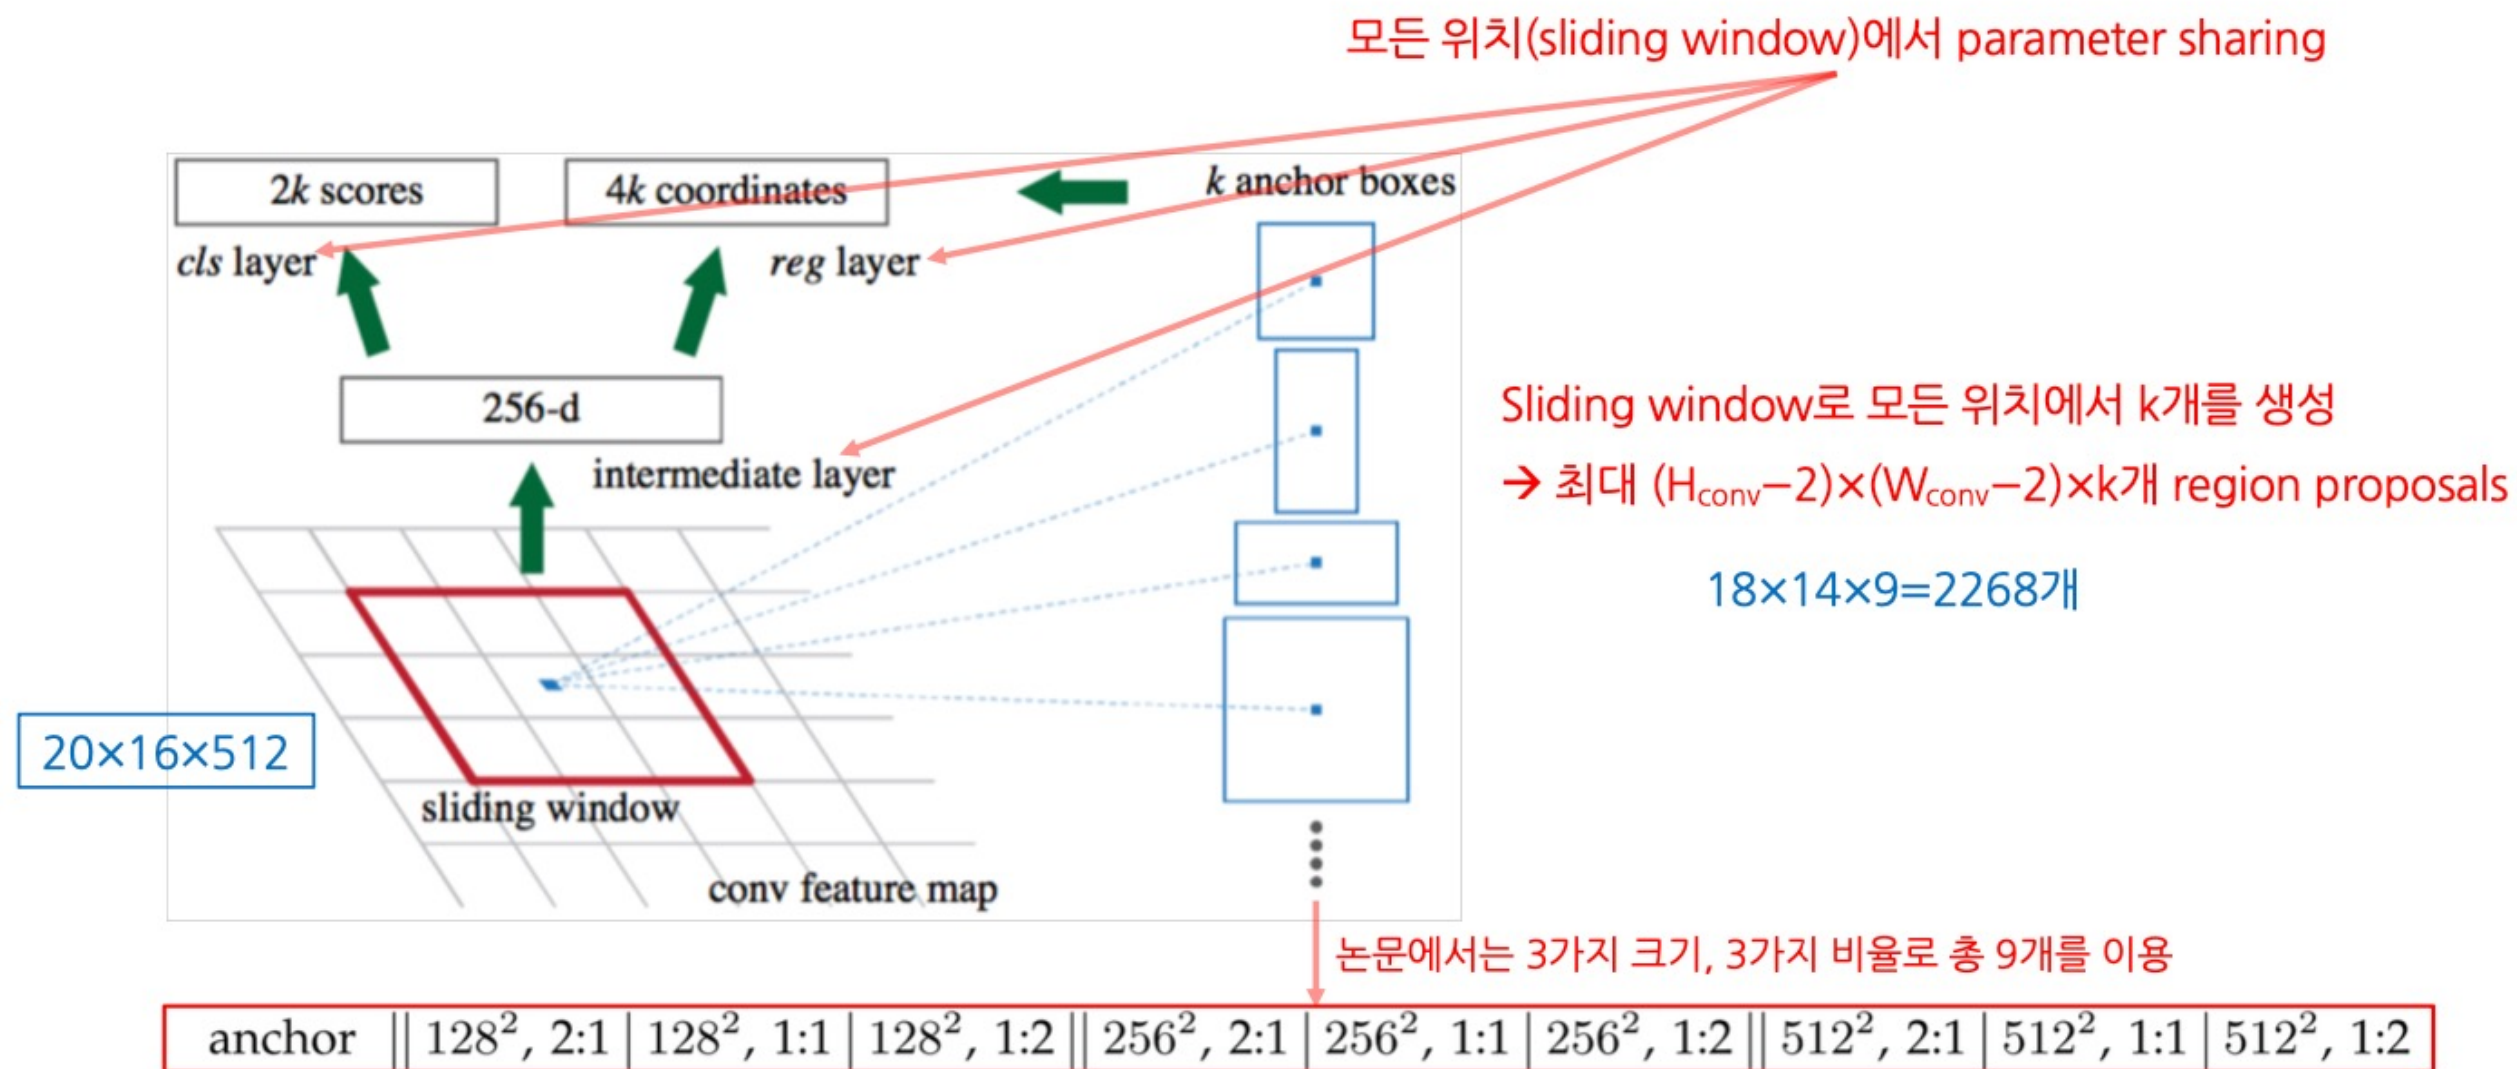 모든 위치(sliding window)에서 parameter sharing
2k scores
4k coordinates
k anchor boxes
cls layer
reg layer
256-d
intermediate layer
Sliding window로 모든 위치에서 k개를 생성
→ 최대 (Hconv−2)×(Wconv−2)×k개 region proposals
18×14×9=2268개
20×16×512
sliding window
conv feature map
논문에서는 3가지 크기, 3가지 비율로 총 9개를 이용
anchor || 128², 2:1 | 128², 1:1 | 128², 1:2 || 256², 2:1 | 256², 1:1 | 256², 1:2 || 512², 2:1 | 512², 1:1 | 512², 1:2